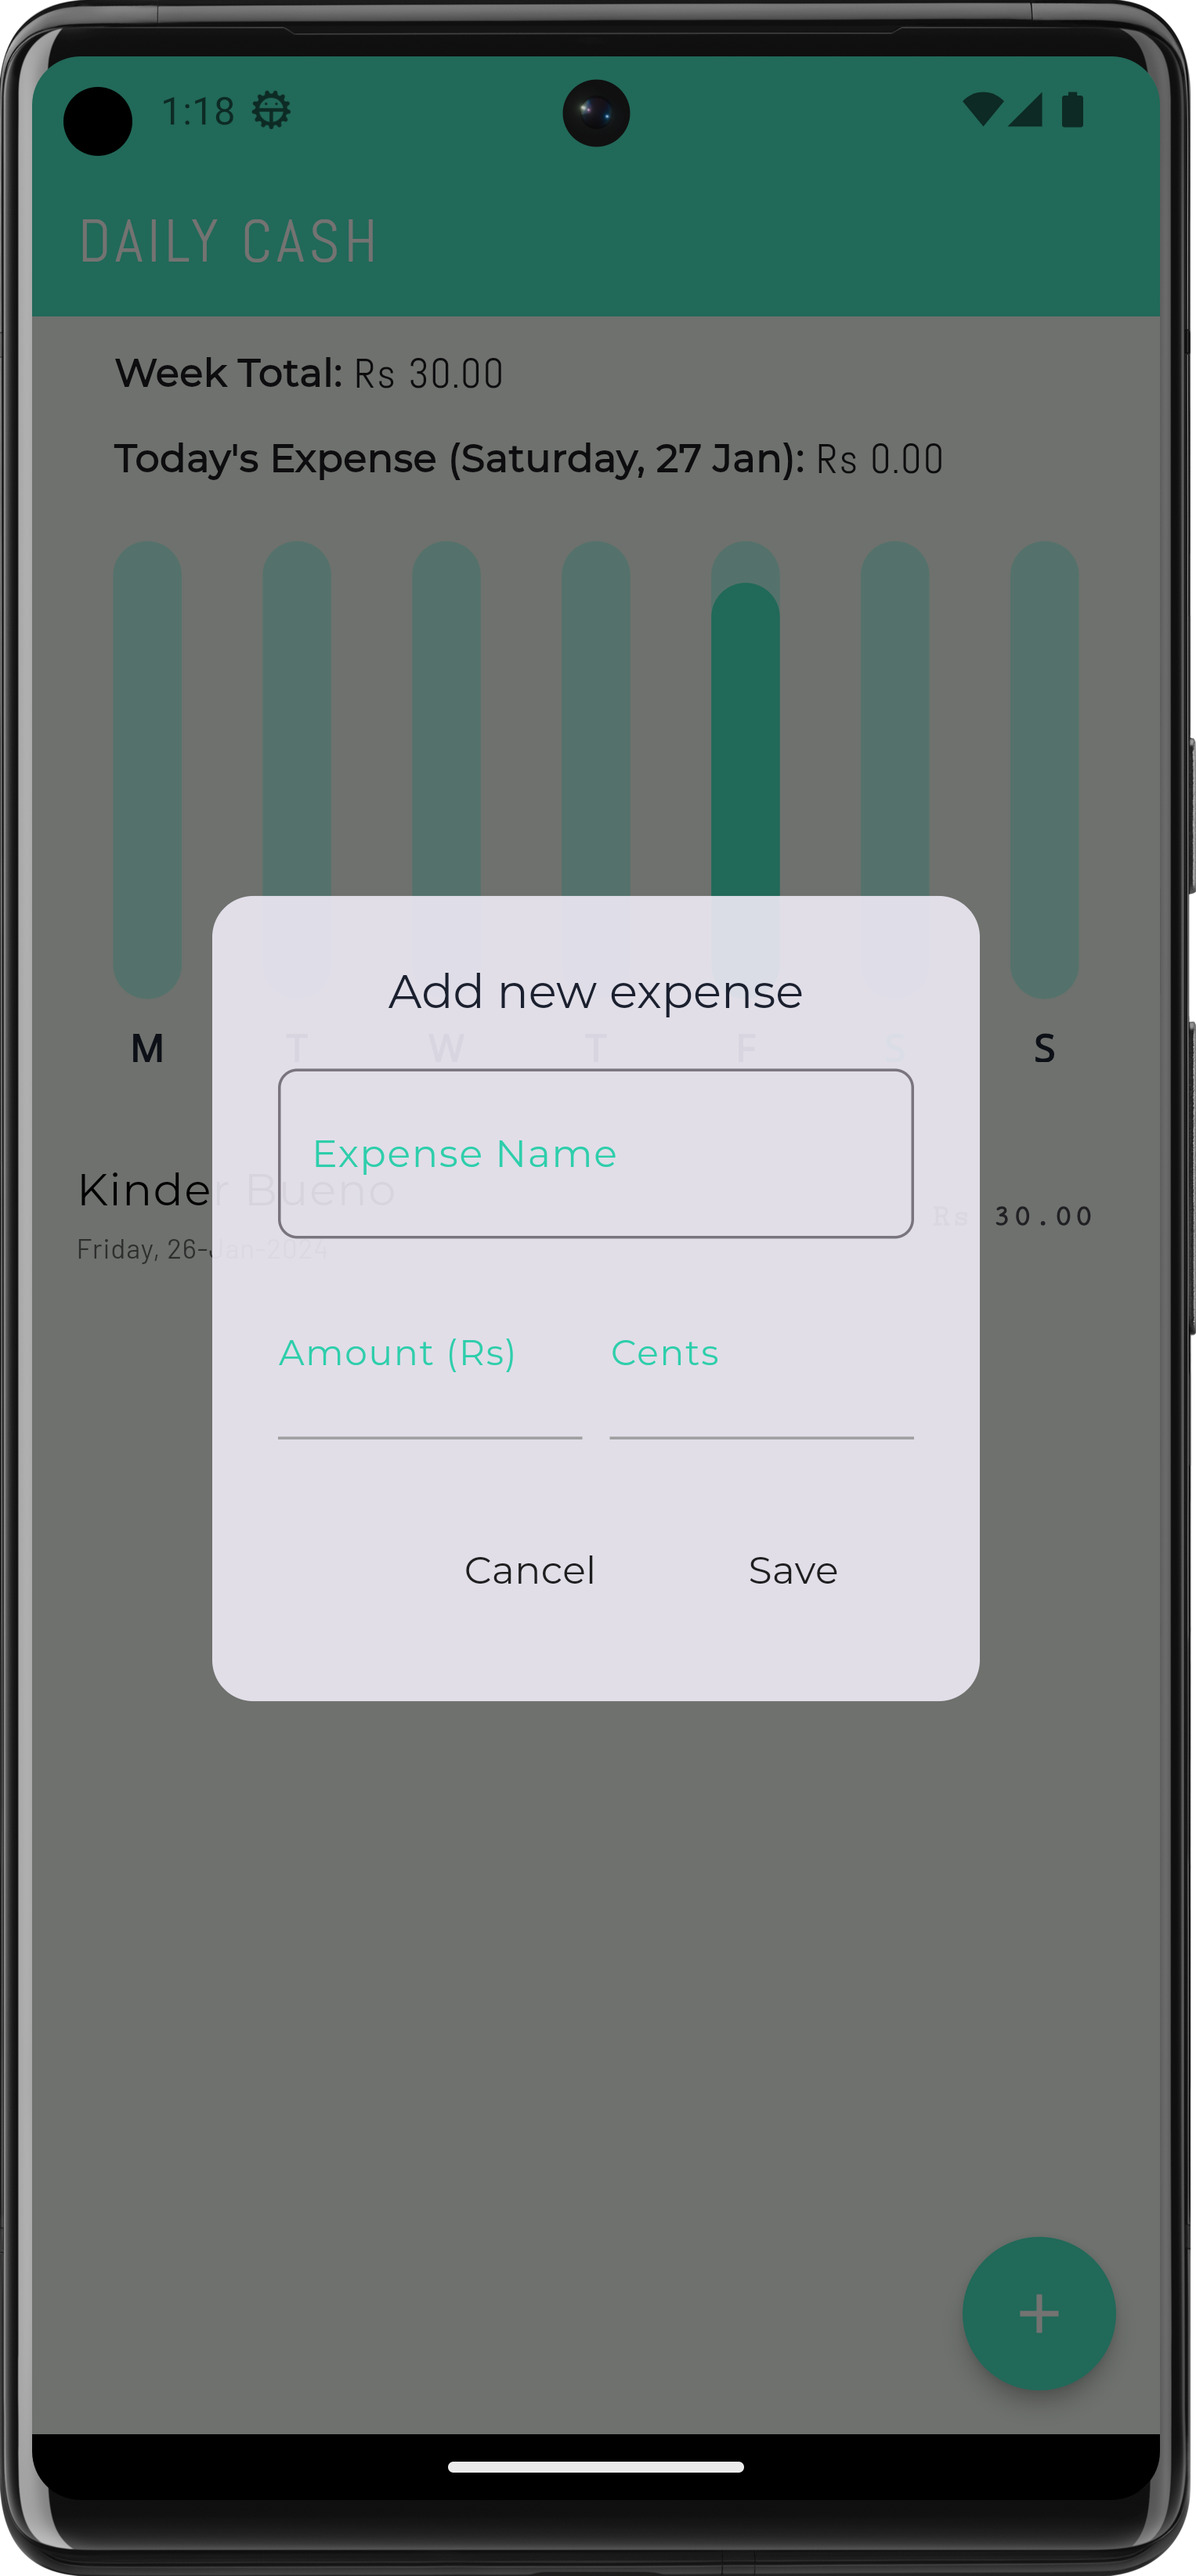 1:18
DAILY CASH
Week Total: Rs 30.00
Today's Expense (Saturday, 27 Jan): Rs 0.00
Add new expense
M T W T F S S
Expense Name
Kinder Bueno
Rs 30.00
Friday, 26-Jan-2024
Amount (Rs) Cents
Cancel Save